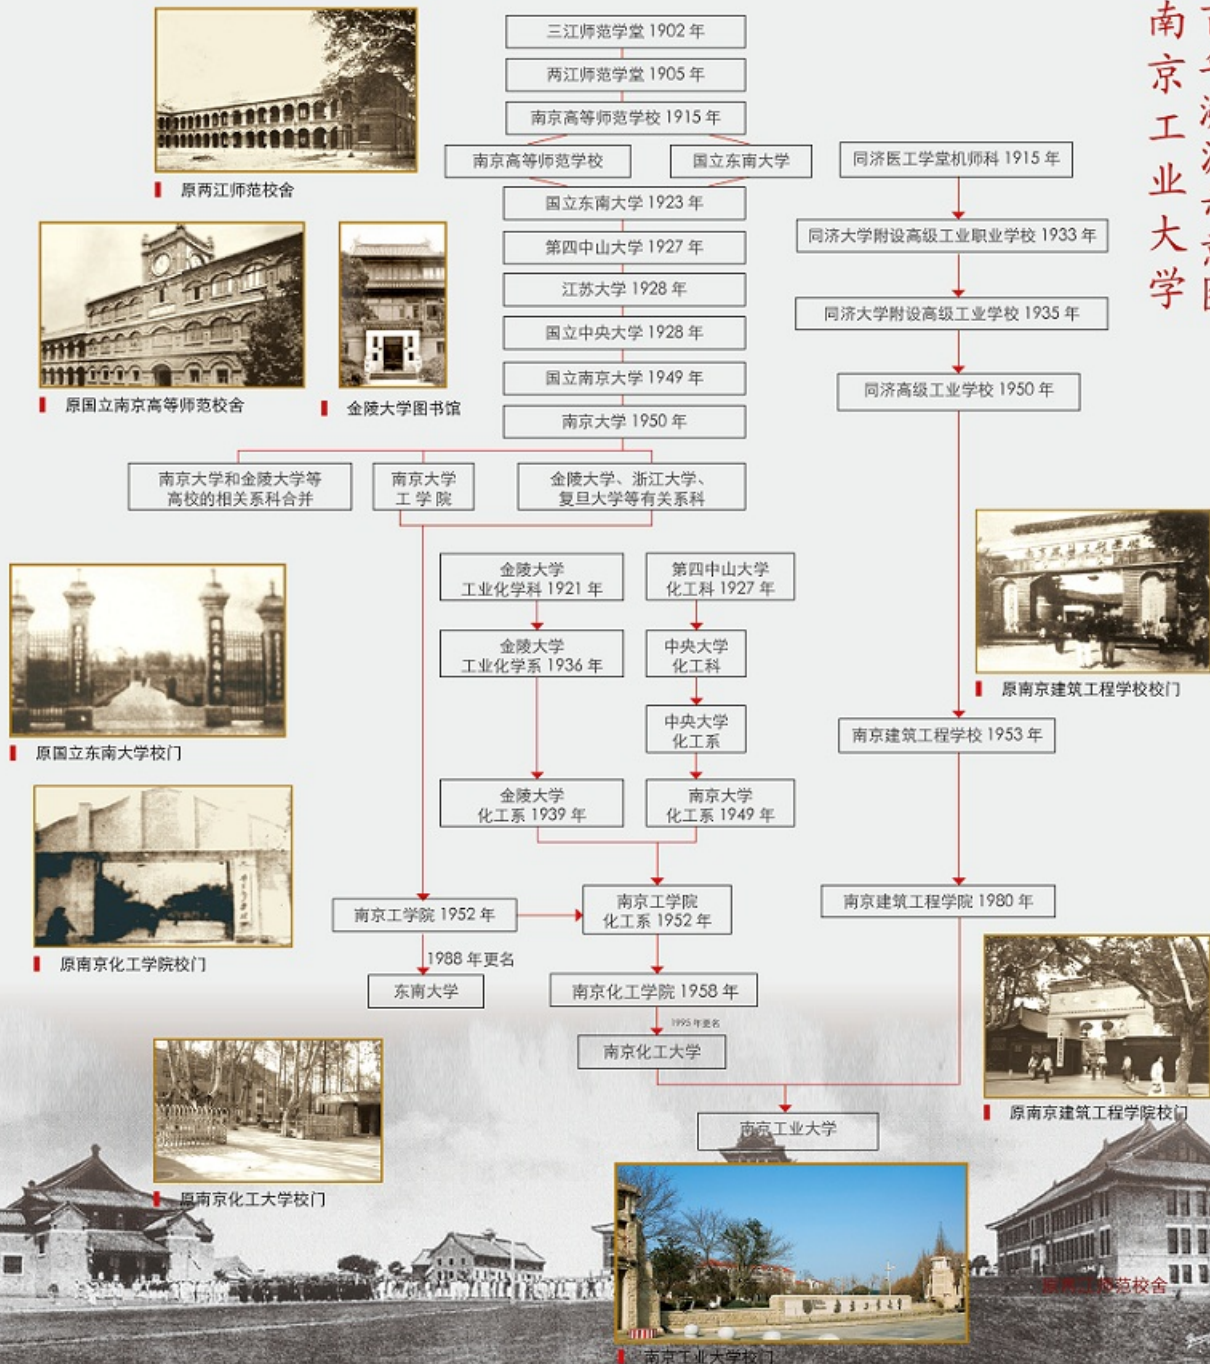 南京工业大学
三江师范学堂 1902 年
两江师范学堂 1905 年
南京高等师范学校 1915 年
南京高等师范学校
国立东南大学
同济医工学堂机师科 1915 年
原两江师范校舍
国立东南大学 1923 年
同济大学附设高级工业职业学校 1933 年
第四中山大学 1927 年
江苏大学 1928 年
同济大学附设高级工业学校 1935 年
国立中央大学 1928 年
国立南京大学 1949 年
同济高级工业学校 1950 年
原国立南京高等师范校舍
金陵大学图书馆
南京大学 1950 年
南京大学和金陵大学等
高校的相关系科合并
南京大学
工 学 院
金陵大学、浙江大学、
复旦大学等有关系科
金陵大学
工业化学科 1921 年
第四中山大学
化工科 1927 年
金陵大学
工业化学系 1936 年
中央大学
化工科
原南京建筑工程学校校门
中央大学
化工系
南京建筑工程学校 1953 年
原国立东南大学校门
金陵大学
化工系 1939 年
南京大学
化工系 1949 年
南京工学院 1952 年
南京工学院
化工系 1952 年
南京建筑工程学院 1980 年
原南京化工学院校门
1988 年更名
东南大学
南京化工学院 1958 年
1995 年更名
南京化工大学
原南京建筑工程学院校门
南京工业大学
原南京化工大学校门
原两江师范校舍
南京工业大学校门